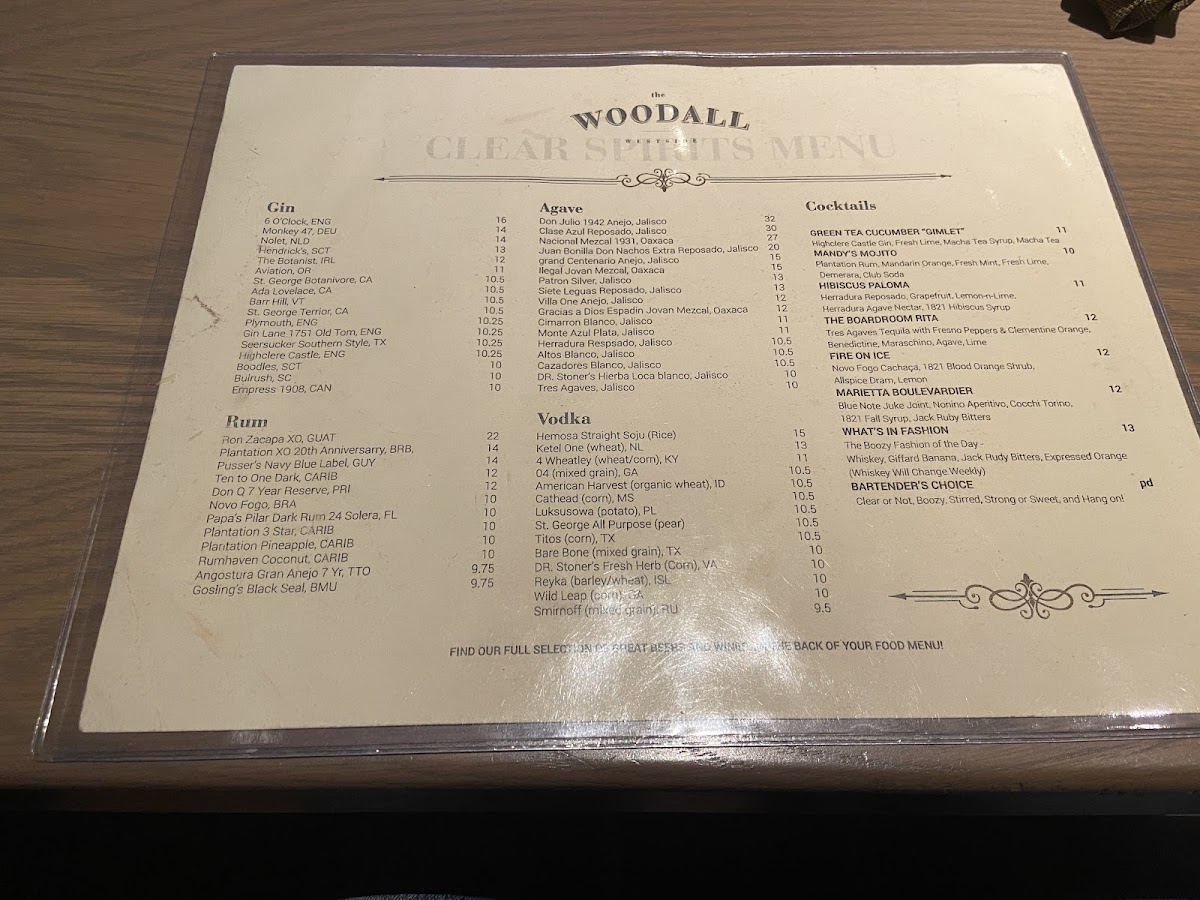 the
WOODALL
WESTSIDE
CLEAR SPIRITS MENU
Gin
6 O'Clock, ENG 16
Monkey 47, DEU 14
Nolet, NLD 14
Hendrick's, SCT 13
The Botanist, IRL 12
Aviation, OR 11
St. George Botanivore, CA 10.5
Ada Lovelace, CA 10.5
Barr Hill, VT 10.5
St. George Terrior, CA 10.5
Plymouth, ENG 10.25
Gin Lane 1751 Old Tom, ENG 10.25
Seersucker Southern Style, TX 10.25
Highclere Castle, ENG 10.25
Boodles, SCT 10
Bulrush, SC 10
Empress 1908, CAN 10
Rum
Ron Zacapa XO, GUAT 22
Plantation XO 20th Anniversarry, BRB, 14
Pusser's Navy Blue Label, GUY 14
Ten to One Dark, CARIB 12
Don Q 7 Year Reserve, PRI 12
Novo Fogo, BRA 10
Papa's Pilar Dark Rum 24 Solera, FL 10
Plantation 3 Star, CARIB 10
Plantation Pineapple, CARIB 10
Rumhaven Coconut, CARIB 10
Angostura Gran Anejo 7 Yr, TTO 9.75
Gosling's Black Seal, BMU 9.75
Agave
Don Julio 1942 Anejo, Jalisco 32
Clase Azul Reposado, Jalisco 30
Nacional Mezcal 1931, Oaxaca 27
Juan Bonilla Don Nachos Extra Reposado, Jalisco 20
grand Centenario Anejo, Jalisco 15
Ilegal Jovan Mezcal, Oaxaca 15
Patron Silver, Jalisco 13
Siete Leguas Reposado, Jalisco 13
Villa One Anejo, Jalisco 12
Gracias a Dios Espadin Jovan Mezcal, Oaxaca 12
Cimarron Blanco, Jalisco 11
Monte Azul Plata, Jalisco 11
Herradura Respsado, Jalisco 10.5
Altos Blanco, Jalisco 10.5
Cazadores Blanco, Jalisco 10.5
DR. Stoner's Hierba Loca blanco, Jalisco 10
Tres Agaves, Jalisco 10
Vodka
Hemosa Straight Soju (Rice) 15
Ketel One (wheat), NL 13
4 Wheatley (wheat/corn), KY 11
04 (mixed grain), GA 10.5
American Harvest (organic wheat), ID 10.5
Cathead (corn), MS 10.5
Luksusowa (potato), PL 10.5
St. George All Purpose (pear) 10.5
Titos (corn), TX 10.5
Bare Bone (mixed grain), TX 10
DR. Stoner's Fresh Herb (Corn), VA 10
Reyka (barley/wheat), ISL 10
Wild Leap (corn), GA 10
Smirnoff (mixed grain), RU 9.5
Cocktails
GREEN TEA CUCUMBER "GIMLET" 11
Highclere Castle Gin, Fresh Lime, Macha Tea Syrup, Macha Tea
MANDY'S MOJITO 10
Plantation Rum, Mandarin Orange, Fresh Mint, Fresh Lime,
Demerara, Club Soda
HIBISCUS PALOMA 11
Herradura Reposado, Grapefruit, Lemon-n-Lime,
Herradura Agave Nectar, 1821 Hibiscus Syrup
THE BOARDROOM RITA 12
Tres Agaves Tequila with Fresno Peppers & Clementine Orange,
Benedictine, Maraschino, Agave, Lime
FIRE ON ICE 12
Novo Fogo Cachaça, 1821 Blood Orange Shrub,
Allspice Dram, Lemon
MARIETTA BOULEVARDIER 12
Blue Note Juke Joint, Nonino Aperitivo, Cocchi Torino,
1821 Fall Syrup, Jack Ruby Bitters
WHAT'S IN FASHION 13
The Boozy Fashion of the Day -
Whiskey, Giffard Banana, Jack Rudy Bitters, Expressed Orange
(Whiskey Will Change Weekly)
BARTENDER'S CHOICE pd
Clear or Not, Boozy, Stirred, Strong or Sweet, and Hang on!
FIND OUR FULL SELECTION OF GREAT BEERS AND WINES ON THE BACK OF YOUR FOOD MENU!